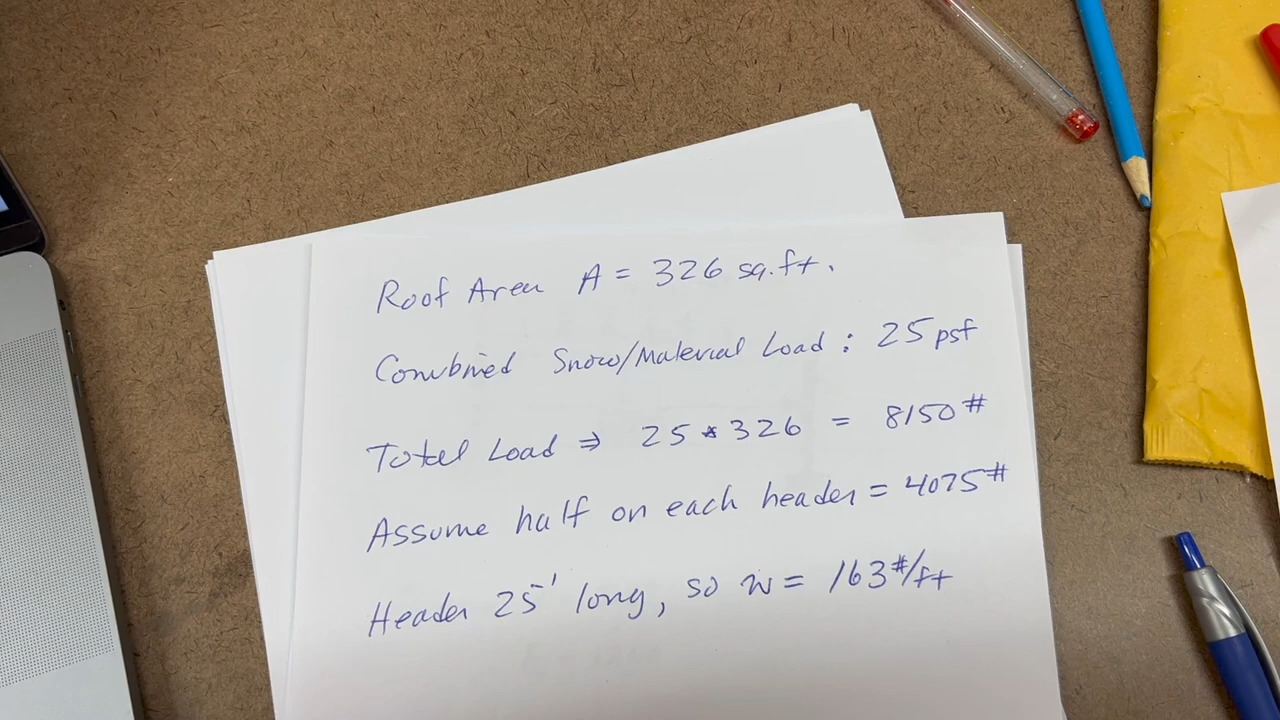 Roof Area A = 326 sq.ft.
Combined Snow/Material Load : 25 psf
Total Load ⇒ 25 * 326 = 8150#
Assume half on each header = 4075#
Header 25' long, so w = 163#/ft